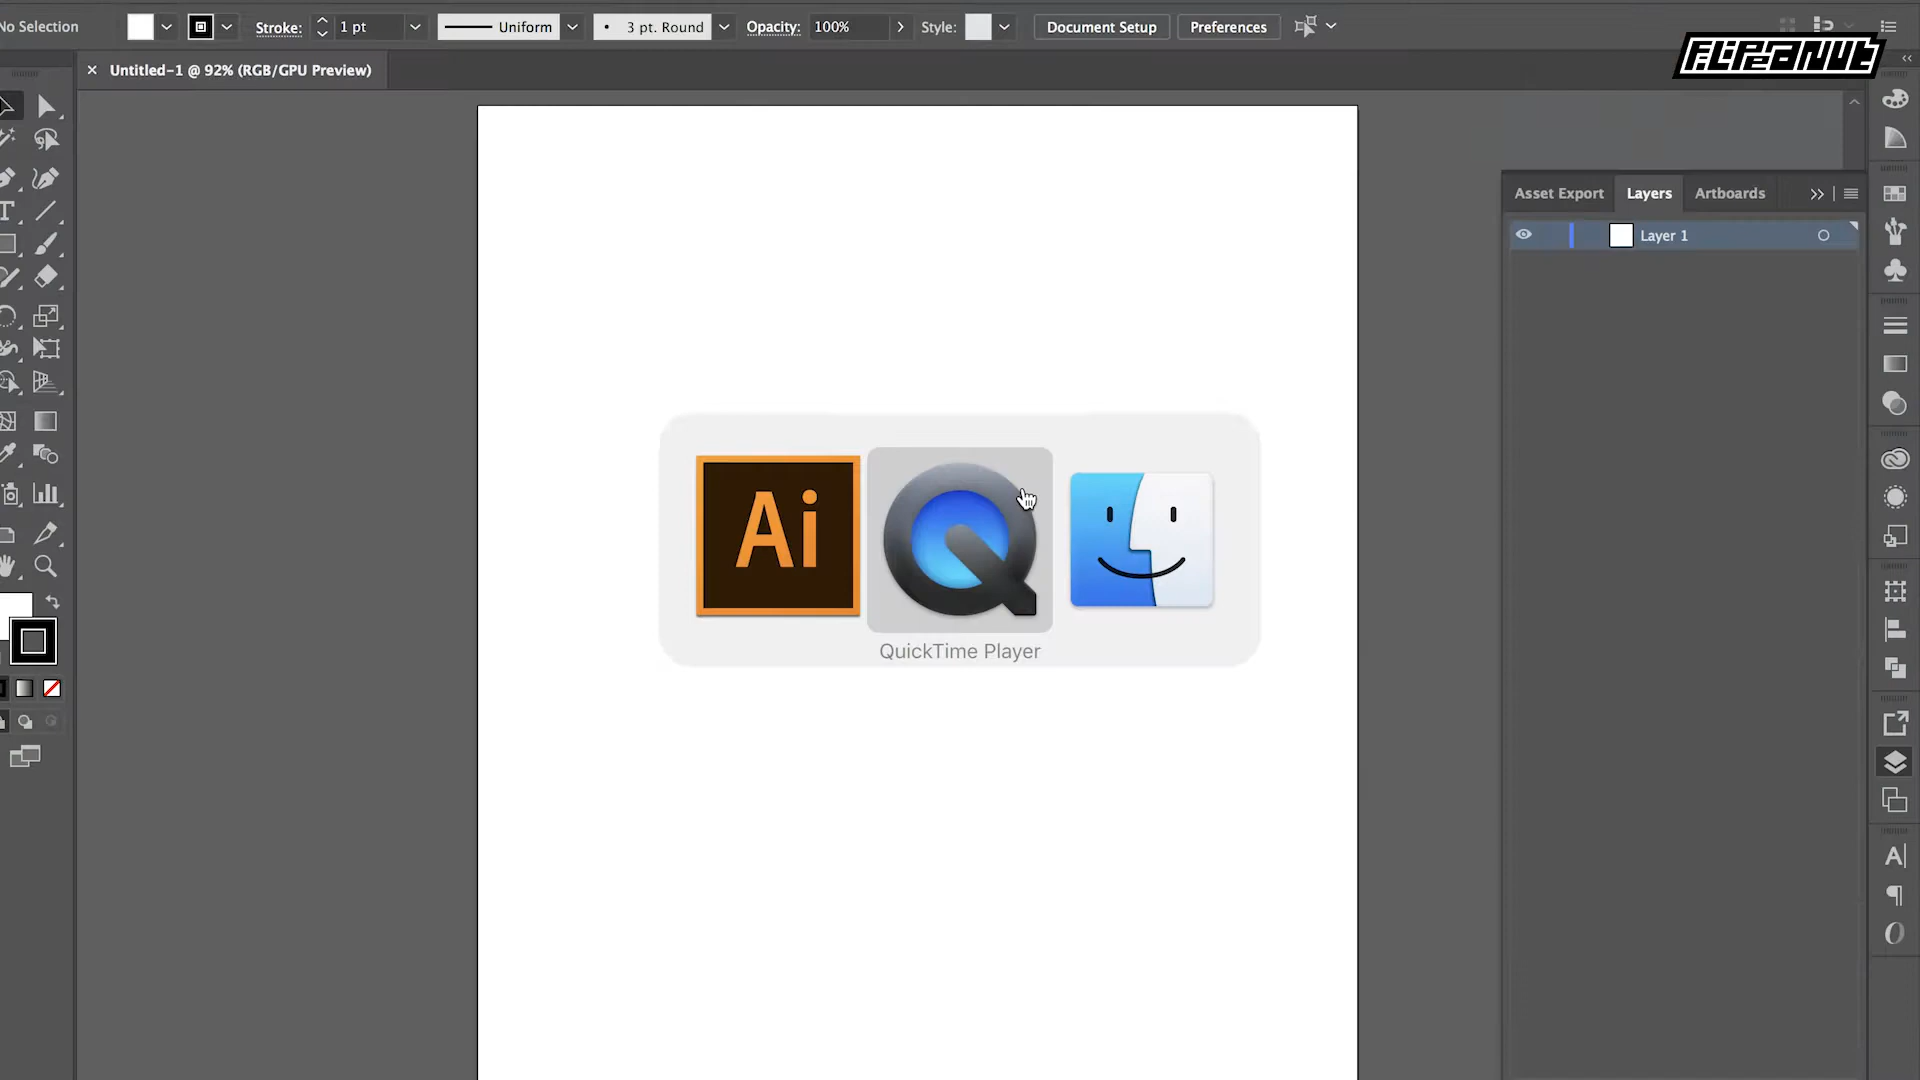 No Selection
Stroke: 1 pt
Uniform
3 pt. Round
Opacity: 100%
Style:
Document Setup
Preferences
FLIPZANUT
× Untitled-1 @ 92% (RGB/GPU Preview)
Asset Export
Layers
Artboards
Layer 1
Ai
QuickTime Player